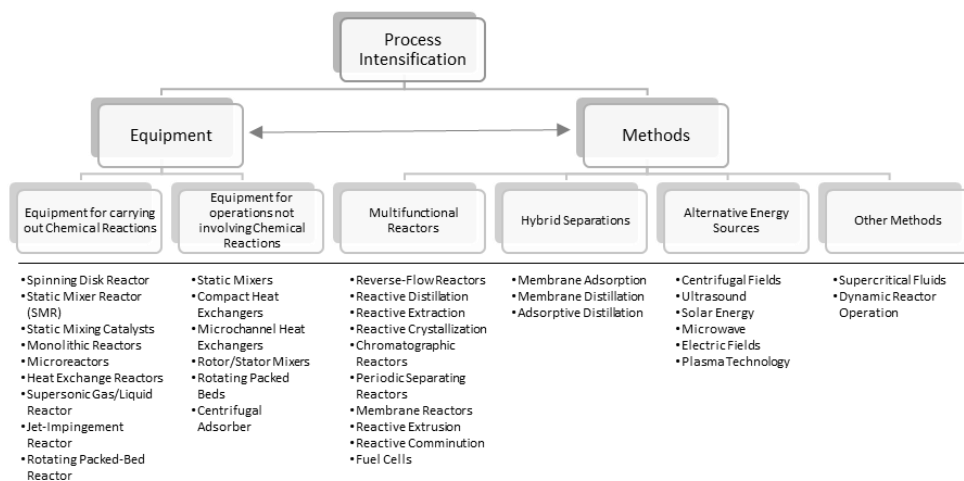 Process
Intensification
Equipment
Methods
Equipment for carrying
out Chemical Reactions
Equipment for
operations not
involving Chemical
Reactions
Multifunctional
Reactors
Hybrid Separations
Alternative Energy
Sources
Other Methods
•Spinning Disk Reactor
•Static Mixer Reactor
(SMR)
•Static Mixing Catalysts
•Monolithic Reactors
•Microreactors
•Heat Exchange Reactors
•Supersonic Gas/Liquid
Reactor
•Jet-Impingement
Reactor
•Rotating Packed-Bed
Reactor
•Static Mixers
•Compact Heat
Exchangers
•Microchannel Heat
Exchangers
•Rotor/Stator Mixers
•Rotating Packed
Beds
•Centrifugal
Adsorber
•Reverse-Flow Reactors
•Reactive Distillation
•Reactive Extraction
•Reactive Crystallization
•Chromatographic
Reactors
•Periodic Separating
Reactors
•Membrane Reactors
•Reactive Extrusion
•Reactive Comminution
•Fuel Cells
•Membrane Adsorption
•Membrane Distillation
•Adsorptive Distillation
•Centrifugal Fields
•Ultrasound
•Solar Energy
•Microwave
•Electric Fields
•Plasma Technology
•Supercritical Fluids
•Dynamic Reactor
Operation